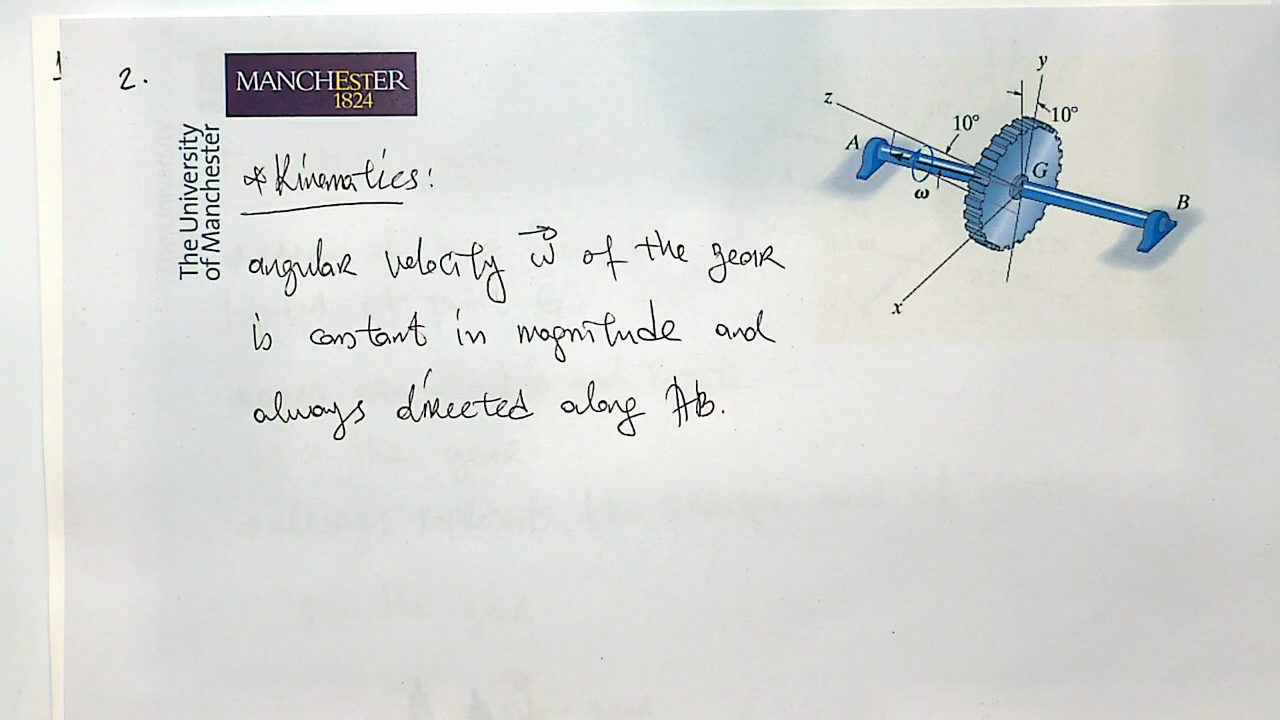 1
2.
MANCHESTER
1824
The University
of Manchester
* Kinematics:
angular velocity ω of the gear
is constant in magnitude and
always directed along AB.
y
z
10°
10°
A
G
ω
B
x